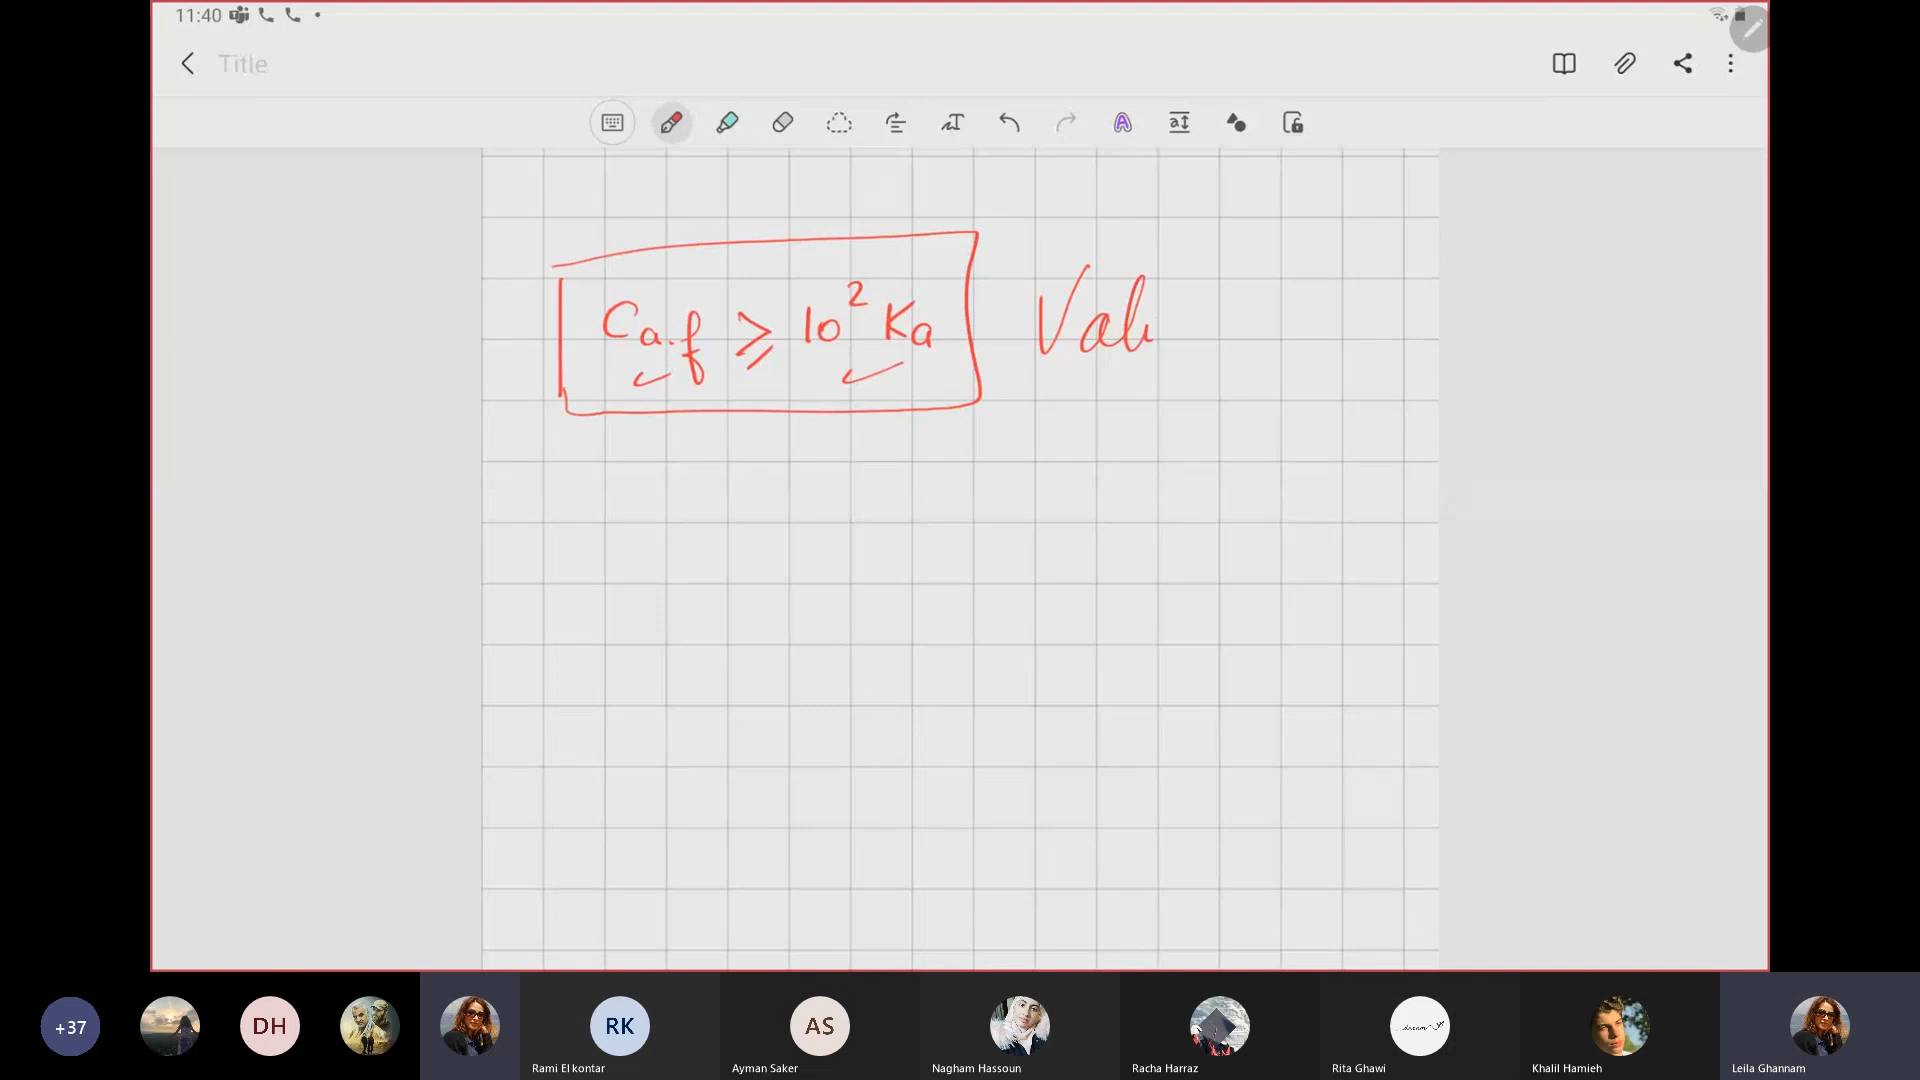 11:40
Title
Ca.f ≥ 10² Ka Vali
+37
DH
RK
AS
Rami El kontar
Ayman Saker
Nagham Hassoun
Racha Harraz
Rita Ghawi
Khalil Hamieh
Leila Ghannam